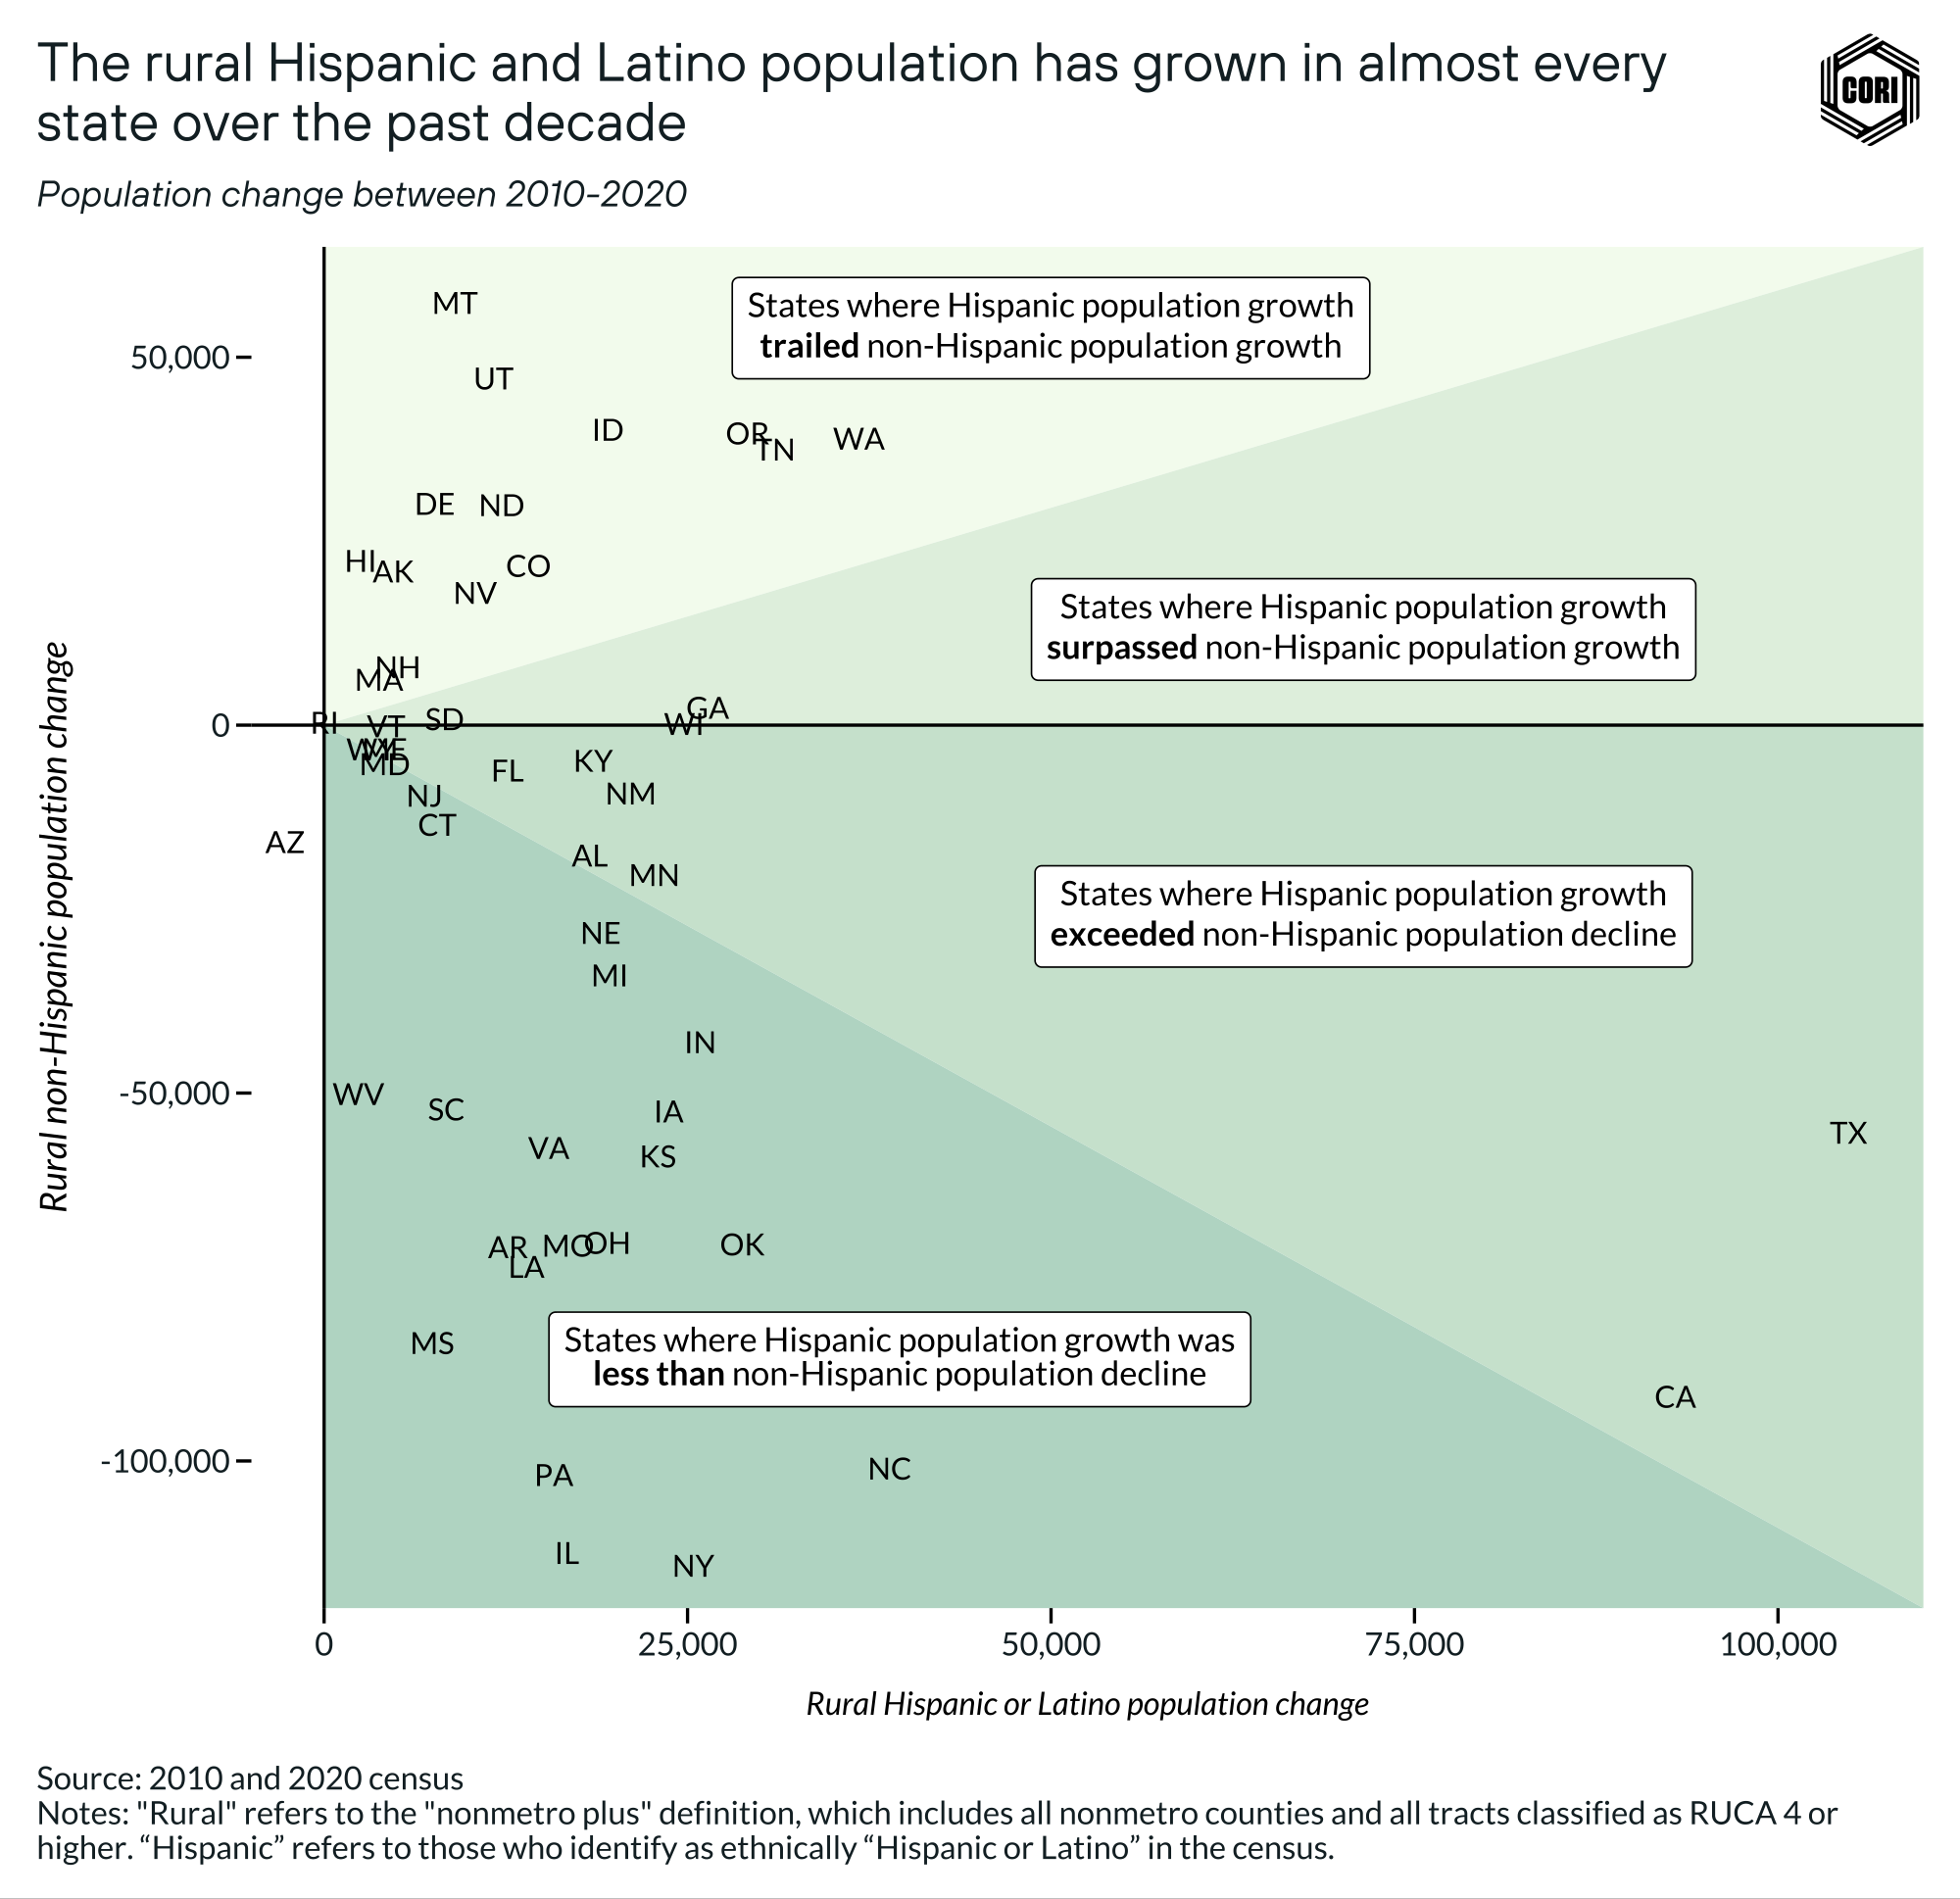 The rural Hispanic and Latino population has grown in almost every
state over the past decade
CORI
Population change between 2010-2020
MT
States where Hispanic population growth
trailed non-Hispanic population growth
50,000
UT
ID
OR
TN
WA
DE
ND
HI
AK
CO
NV
States where Hispanic population growth
surpassed non-Hispanic population growth
NH
MA
GA
RI
VT
SD
WI
0
WY
ME
MD
FL
KY
NM
NJ
CT
AZ
AL
MN
States where Hispanic population growth
exceeded non-Hispanic population decline
NE
MI
IN
-50,000
WV
SC
IA
TX
VA
KS
AR
MO
OH
OK
LA
MS
States where Hispanic population growth was
less than non-Hispanic population decline
CA
-100,000
PA
NC
IL
NY
Rural non-Hispanic population change
0
25,000
50,000
75,000
100,000
Rural Hispanic or Latino population change
Source: 2010 and 2020 census
Notes: "Rural" refers to the "nonmetro plus" definition, which includes all nonmetro counties and all tracts classified as RUCA 4 or
higher. “Hispanic” refers to those who identify as ethnically “Hispanic or Latino” in the census.